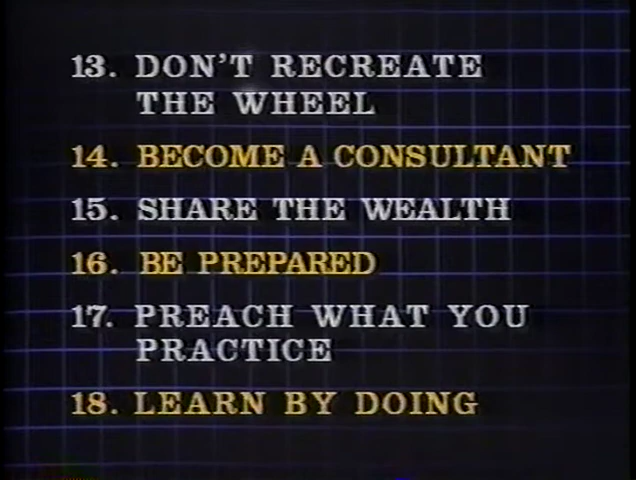 13. DON'T RECREATE
THE WHEEL
14. BECOME A CONSULTANT
15. SHARE THE WEALTH
16. BE PREPARED
17. PREACH WHAT YOU
PRACTICE
18. LEARN BY DOING